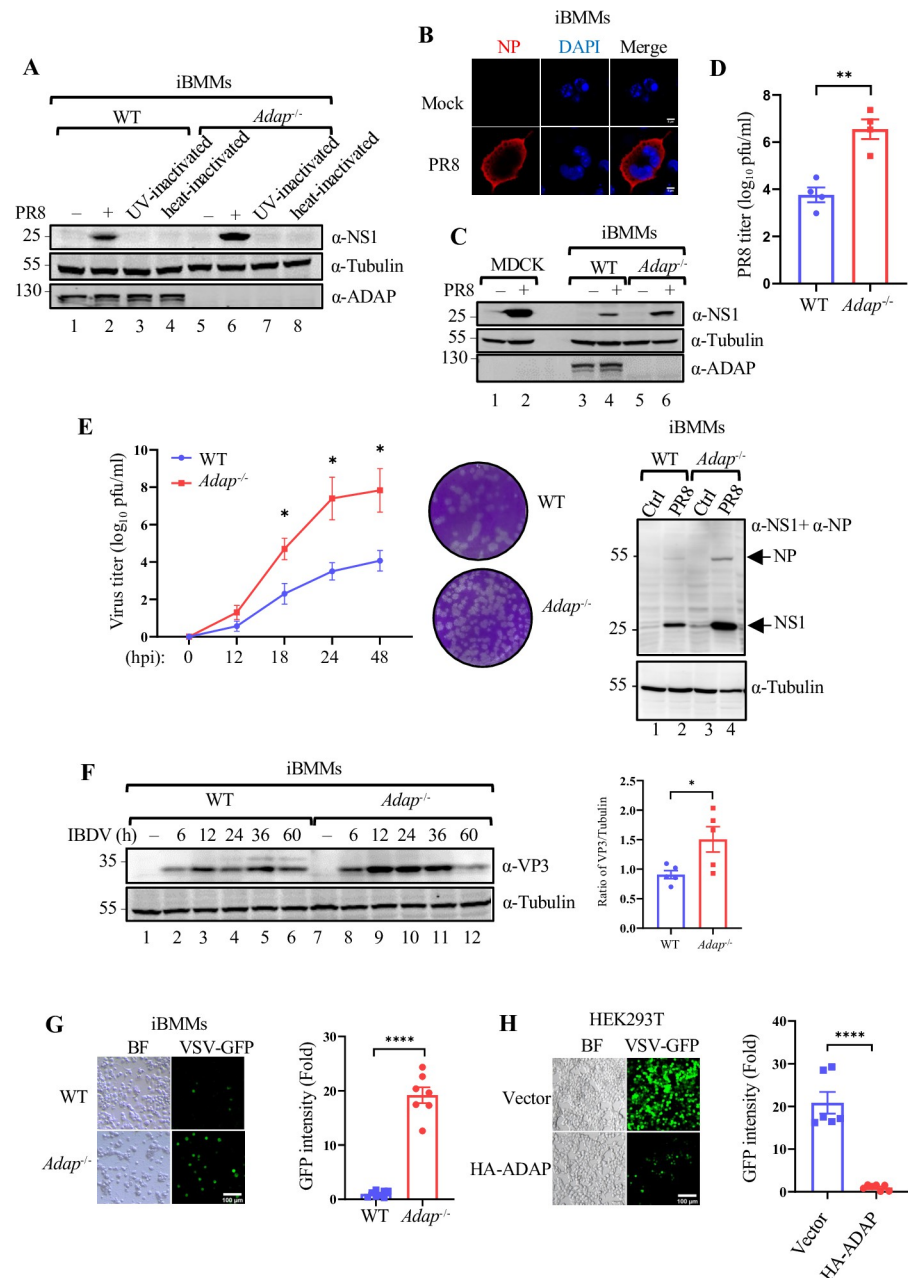 A
iBMMs
WT Adap-/-
PR8 – + UV-inactivated heat-inactivated – + UV-inactivated heat-inactivated
25 α-NS1
55 α-Tubulin
130 α-ADAP
1 2 3 4 5 6 7 8
B
iBMMs
NP DAPI Merge
Mock
PR8
C
iBMMs
MDCK WT Adap-/-
PR8 – + – + – +
25 α-NS1
55 α-Tubulin
130 α-ADAP
1 2 3 4 5 6
D
**
PR8 titer (log10 pfu/ml)
8
6
4
2
0
WT Adap-/-
E
Virus titer (log10 pfu/ml)
10
8
6
4
2
0
WT
Adap-/-
* * *
(hpi): 0 12 18 24 48
WT
Adap-/-
iBMMs
WT Adap-/-
Ctrl PR8 Ctrl PR8
α-NS1+ α-NP
55 NP
25 NS1
55 α-Tubulin
1 2 3 4
F
iBMMs
WT Adap-/-
IBDV (h) – 6 12 24 36 60 – 6 12 24 36 60
35 α-VP3
55 α-Tubulin
1 2 3 4 5 6 7 8 9 10 11 12
*
Ratio of VP3/Tubulin
2.5
2.0
1.5
1.0
0.5
0.0
WT Adap-/-
G
iBMMs
BF VSV-GFP
WT
Adap-/-
100 μm
****
GFP intensity (Fold)
30
20
10
0
WT Adap-/-
H
HEK293T
BF VSV-GFP
Vector
HA-ADAP
100 μm
****
GFP intensity (Fold)
40
30
20
10
0
Vector HA-ADAP